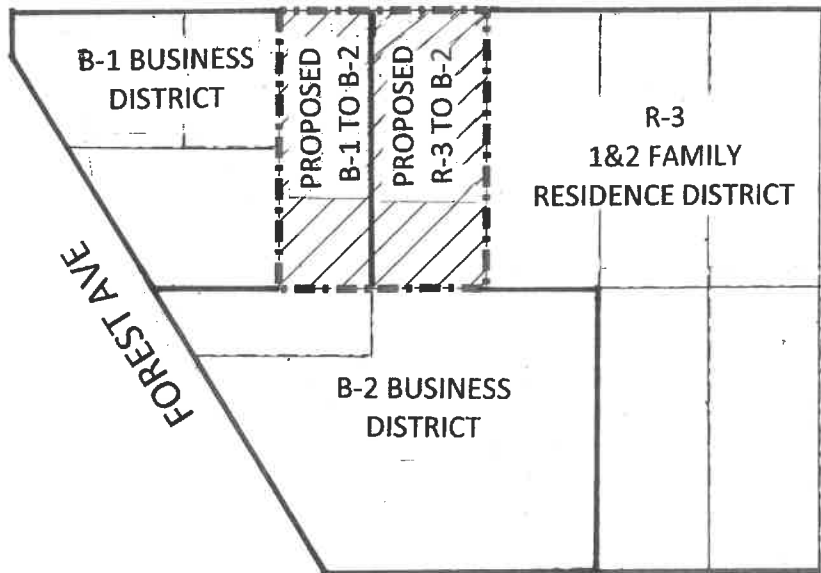 B-1 BUSINESS
DISTRICT
PROPOSED
B-1 TO B-2
PROPOSED
R-3 TO B-2
R-3
1&2 FAMILY
RESIDENCE DISTRICT
FOREST AVE
B-2 BUSINESS
DISTRICT